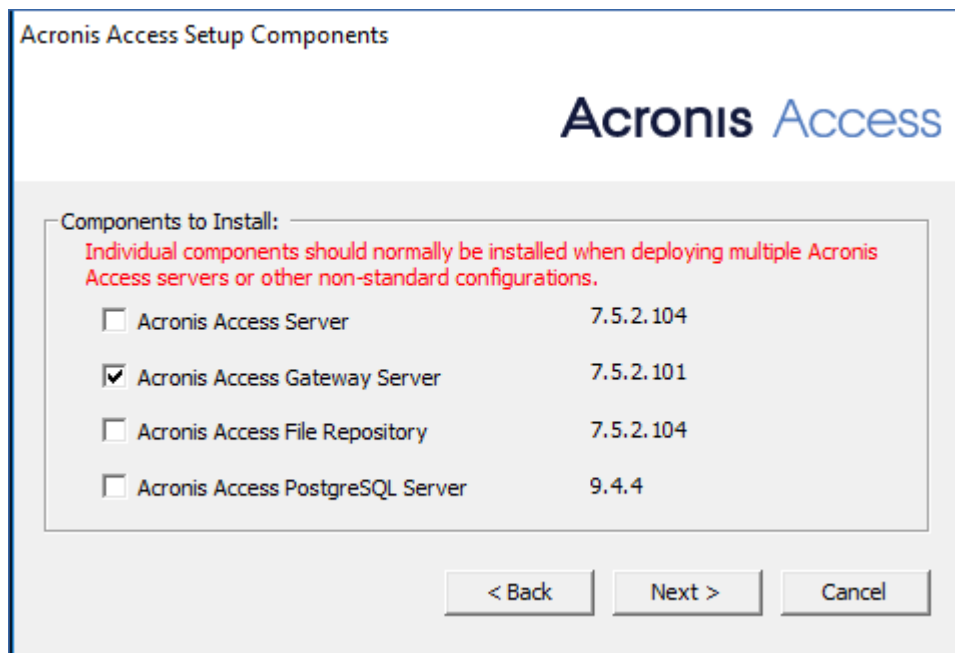 Acronis Access Setup Components
Acronis Access
Components to Install:
Individual components should normally be installed when deploying multiple Acronis
Access servers or other non-standard configurations.
Acronis Access Server 7.5.2.104
Acronis Access Gateway Server 7.5.2.101
Acronis Access File Repository 7.5.2.104
Acronis Access PostgreSQL Server 9.4.4
< Back Next > Cancel